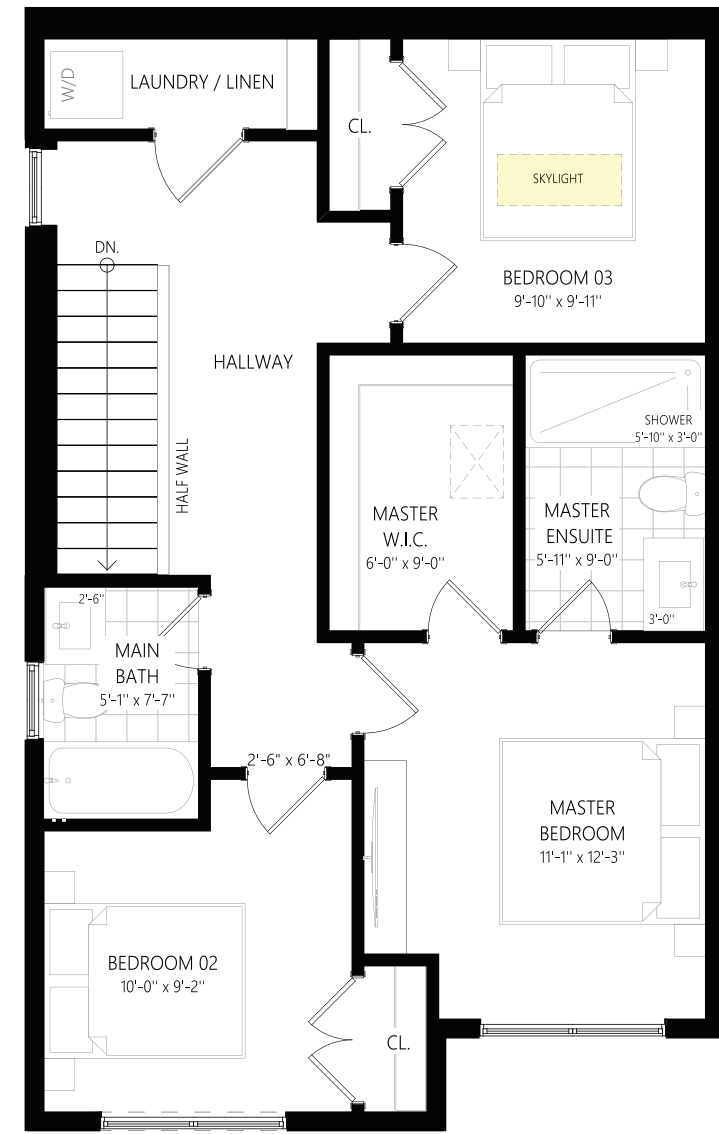 W/D
LAUNDRY / LINEN
CL.
SKYLIGHT
DN.
BEDROOM 03
9'-10" x 9'-11"
HALLWAY
HALF WALL
SHOWER
5'-10" x 3'-0"
MASTER
W.I.C.
6'-0" x 9'-0"
MASTER
ENSUITE
5'-11" x 9'-0"
3'-0"
2'-6"
MAIN
BATH
5'-1" x 7'-7"
2'-6" x 6'-8"
MASTER
BEDROOM
11'-1" x 12'-3"
BEDROOM 02
10'-0" x 9'-2"
CL.